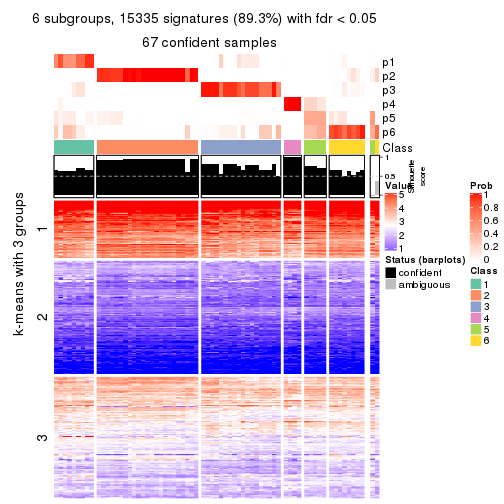 6 subgroups, 15335 signatures (89.3%) with fdr < 0.05
67 confident samples
p1
p2
p3
p4
p5
p6
Class
1
0.5
0
Silhouette
score
k-means with 3 groups
1
2
3
Value
5
4
3
2
1
Status (barplots)
confident
ambiguous
Prob
1
0.8
0.6
0.4
0.2
0
Class
1
2
3
4
5
6